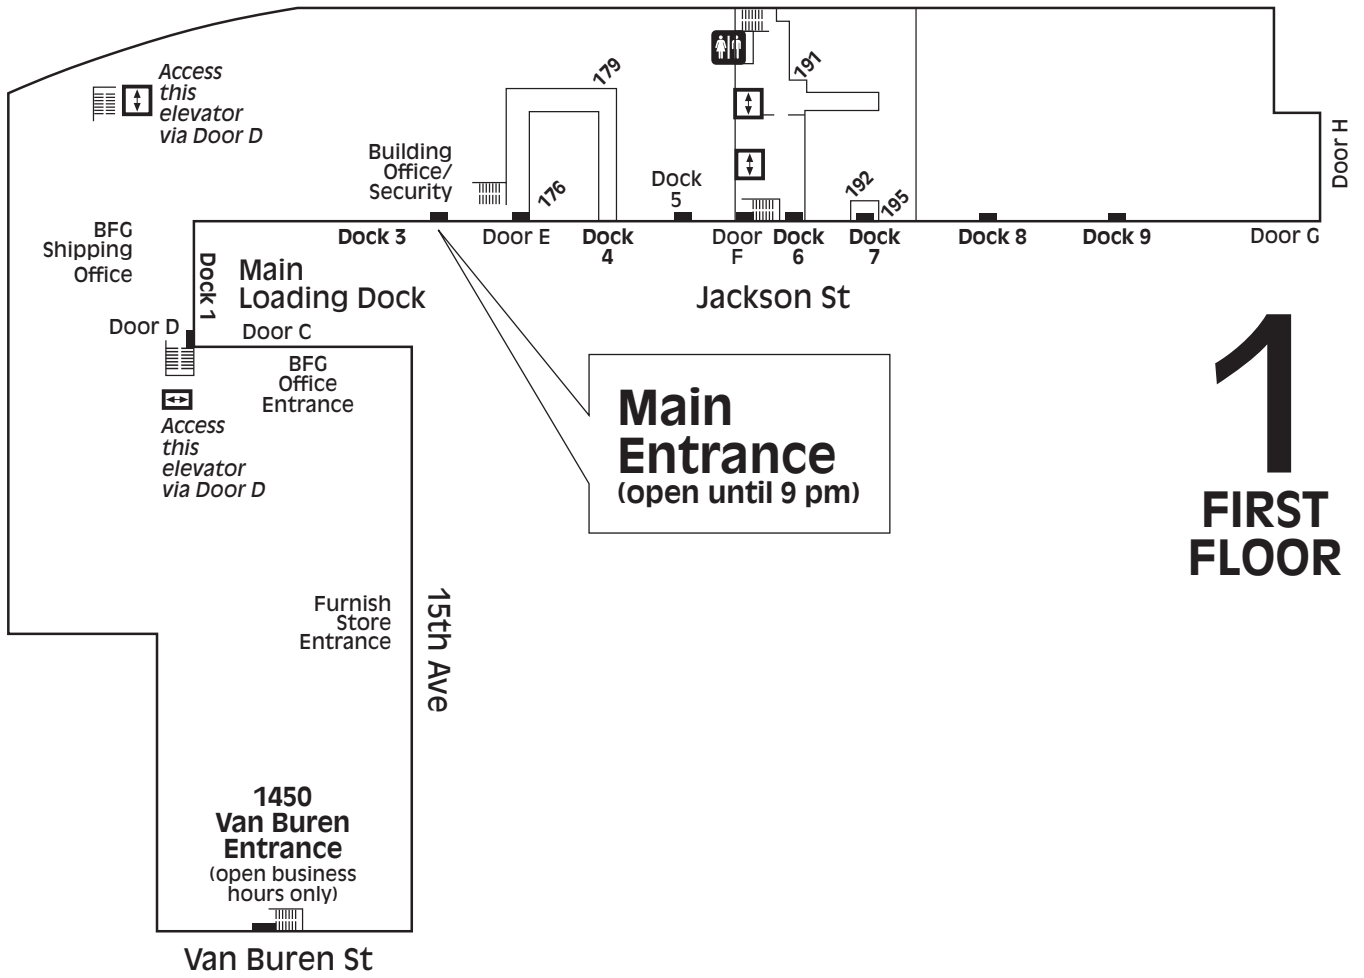 Access
this
elevator
via Door D
179
191
Building
Office/
Security
176
Dock
5
192
195
Door H
BFG
Shipping
Office
Dock 3
Door E
Dock
4
Door
F
Dock
6
Dock
7
Dock 8
Dock 9
Door G
Dock 1
Main
Loading Dock
Jackson St
Door D
Door C
BFG
Office
Entrance
Access
this
elevator
via Door D
Main
Entrance
(open until 9 pm)
1
FIRST
FLOOR
Furnish
Store
Entrance
15th Ave
1450
Van Buren
Entrance
(open business
hours only)
Van Buren St